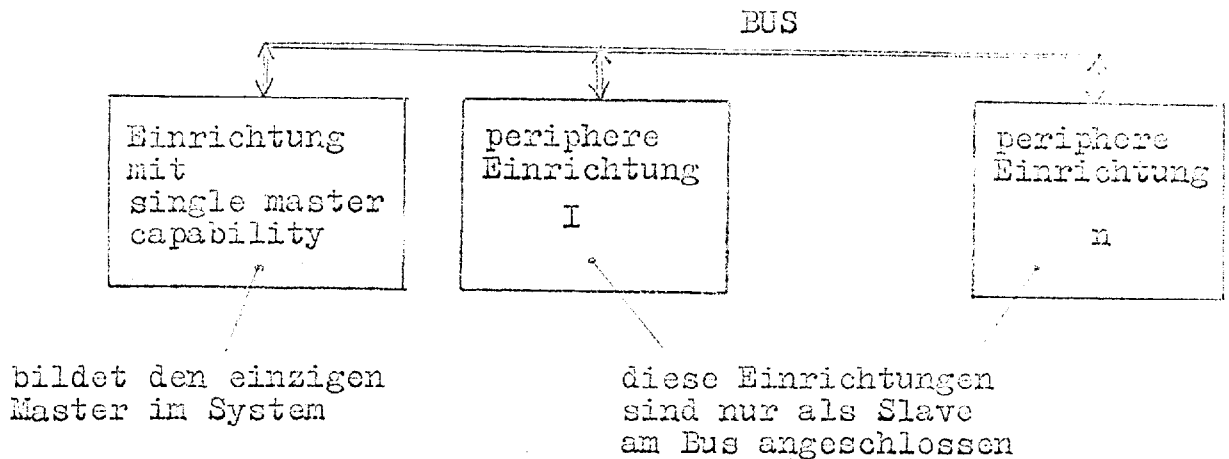 BUS
Einrichtung
mit
single master
capability
periphere
Einrichtung
I
periphere
Einrichtung
n
bildet den einzigen
Master im System
diese Einrichtungen
sind nur als Slave
am Bus angeschlossen